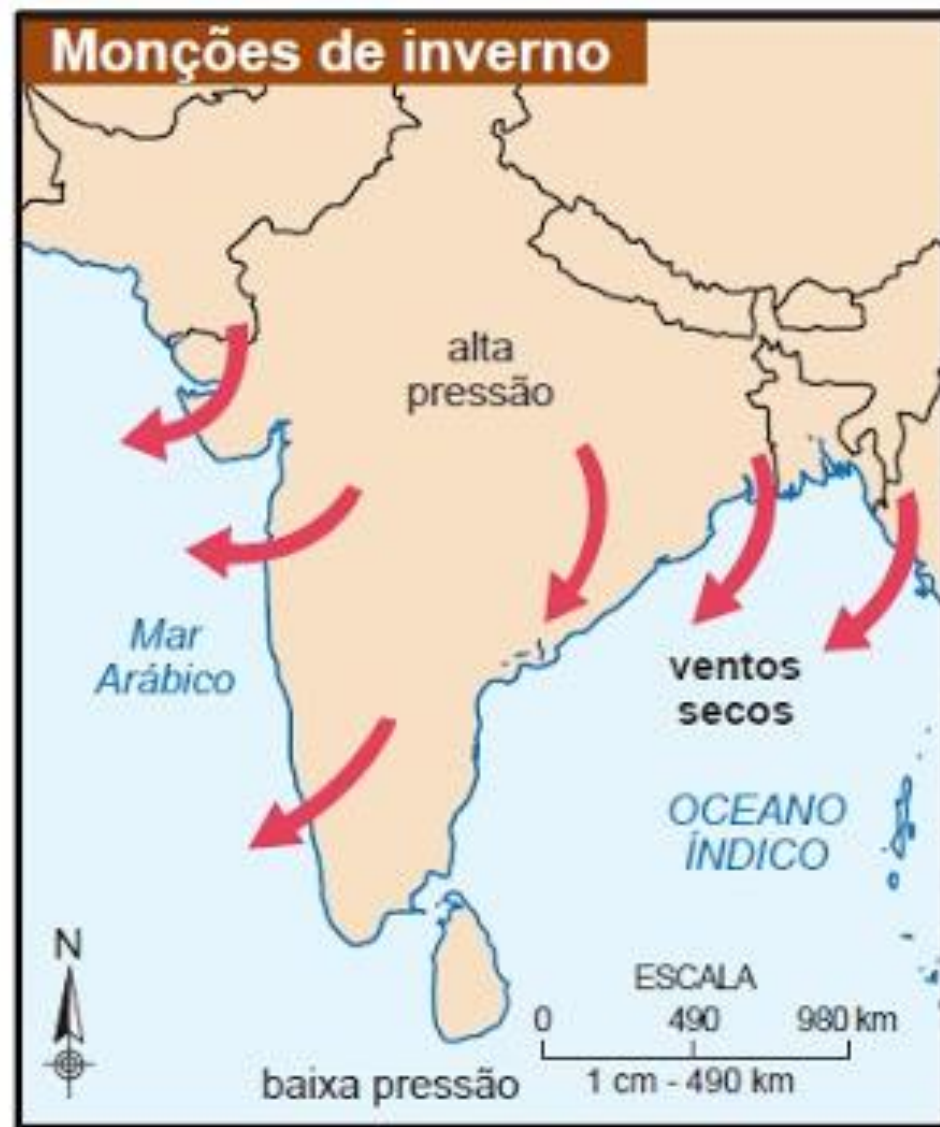 Monções de inverno
alta
pressão
Mar
Arábico
ventos
secos
OCEANO
ÍNDICO
N
ESCALA
0 490 980 km
1 cm - 490 km
baixa pressão